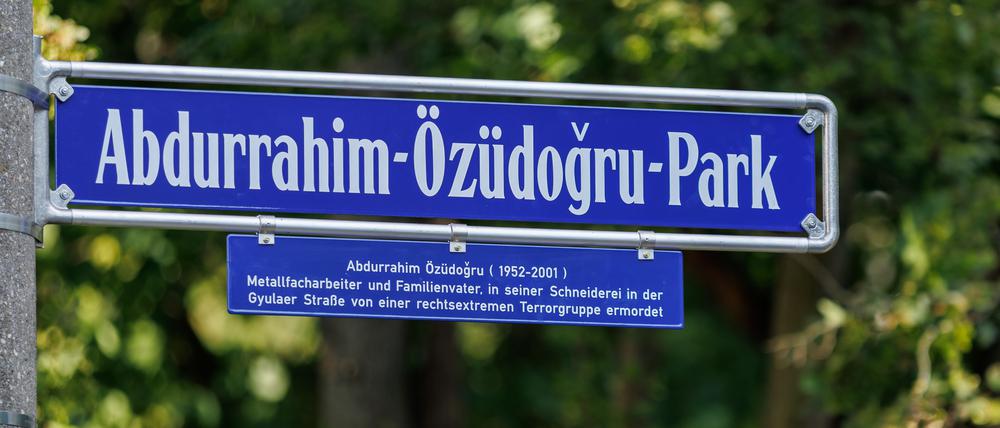 Abdurrahim-Özüdoğru-Park
Abdurrahim Özüdoğru ( 1952-2001 )
Metallfacharbeiter und Familienvater, in seiner Schneiderei in der
Gyulaer Straße von einer rechtsextremen Terrorgruppe ermordet